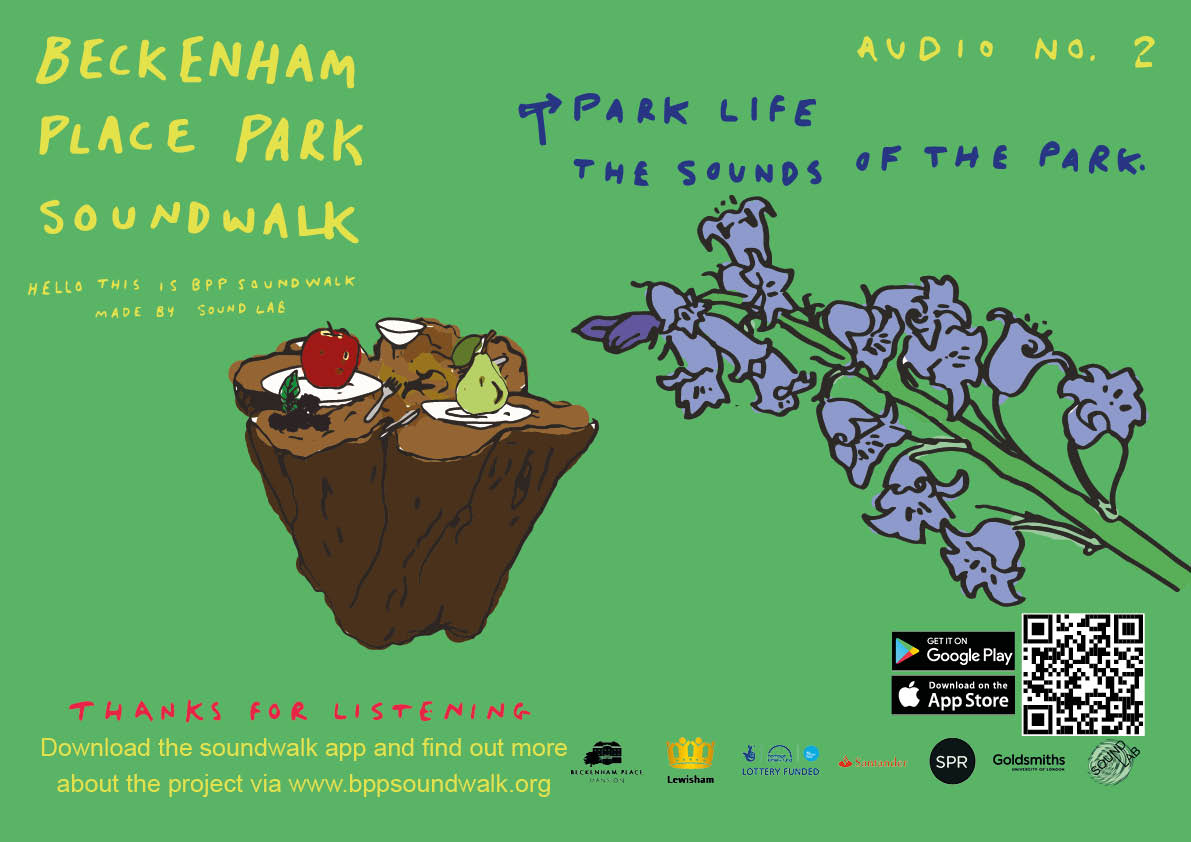 BECKENHAM
PLACE PARK
SOUNDWALK
HELLO THIS IS BPP SOUNDWALK
MADE BY SOUND LAB
AUDIO NO. 2
PARK LIFE
THE SOUNDS OF THE PARK.
GET IT ON
Google Play
Download on the
App Store
THANKS FOR LISTENING
Download the soundwalk app and find out more
about the project via www.bppsoundwalk.org
BECKENHAM PLACE
MANSION
Lewisham
LOTTERY FUNDED
Santander
SPR
Goldsmiths
UNIVERSITY OF LONDON
SOUND
LAB